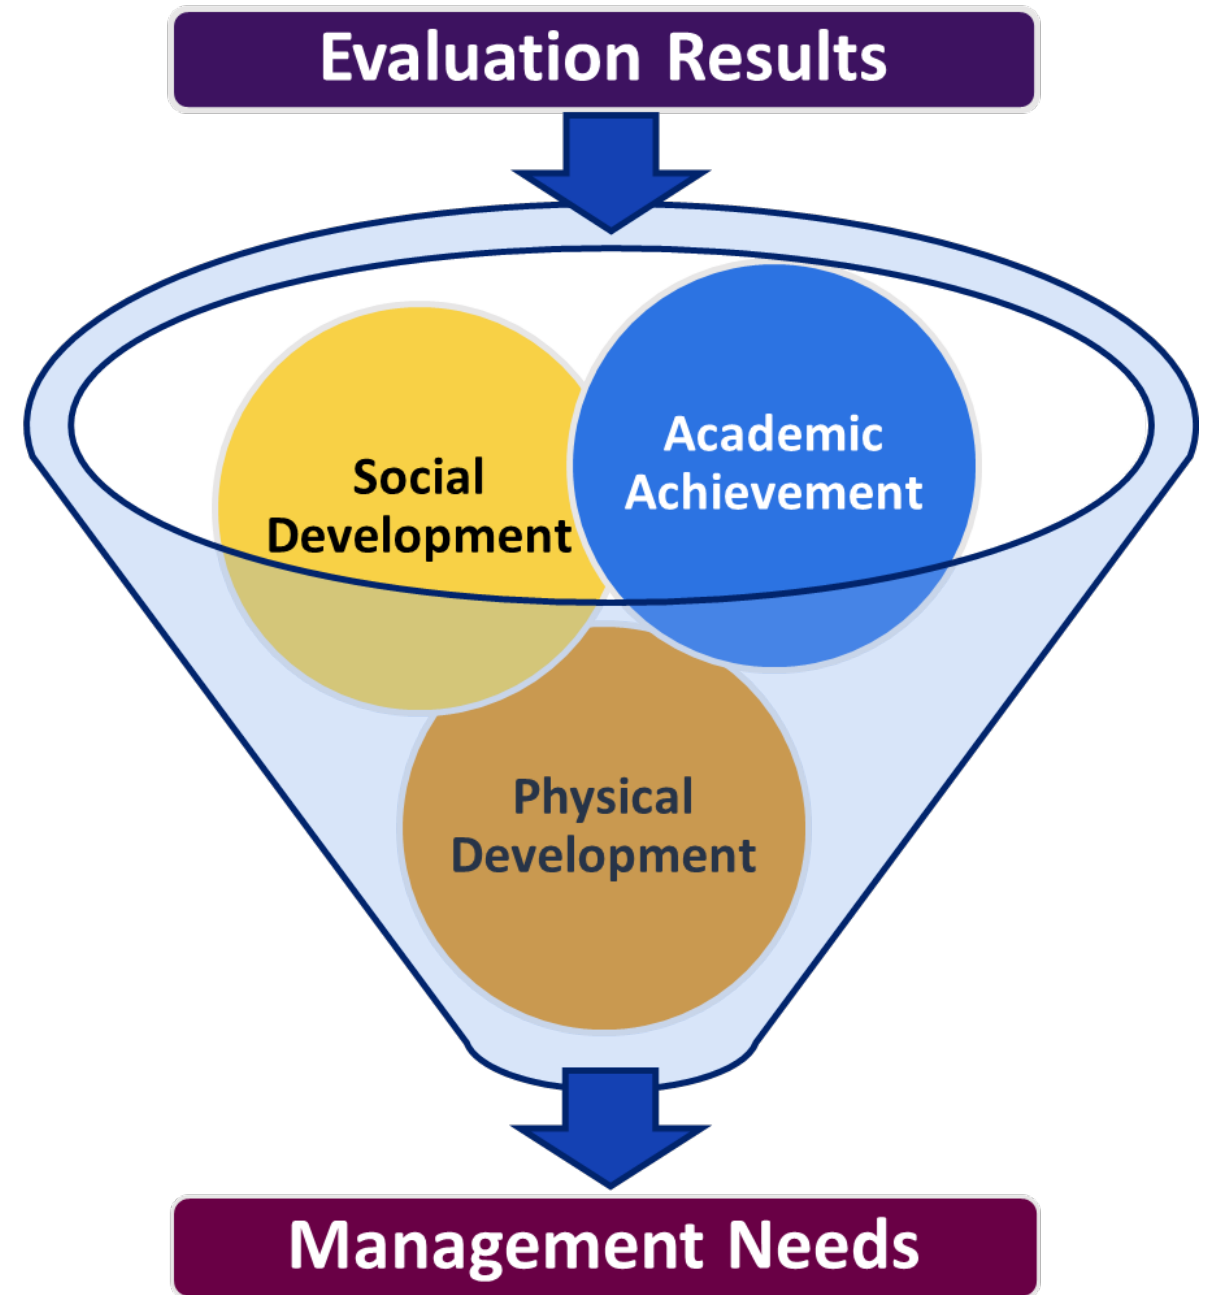 Evaluation Results
Social
Development
Academic
Achievement
Physical
Development
Management Needs